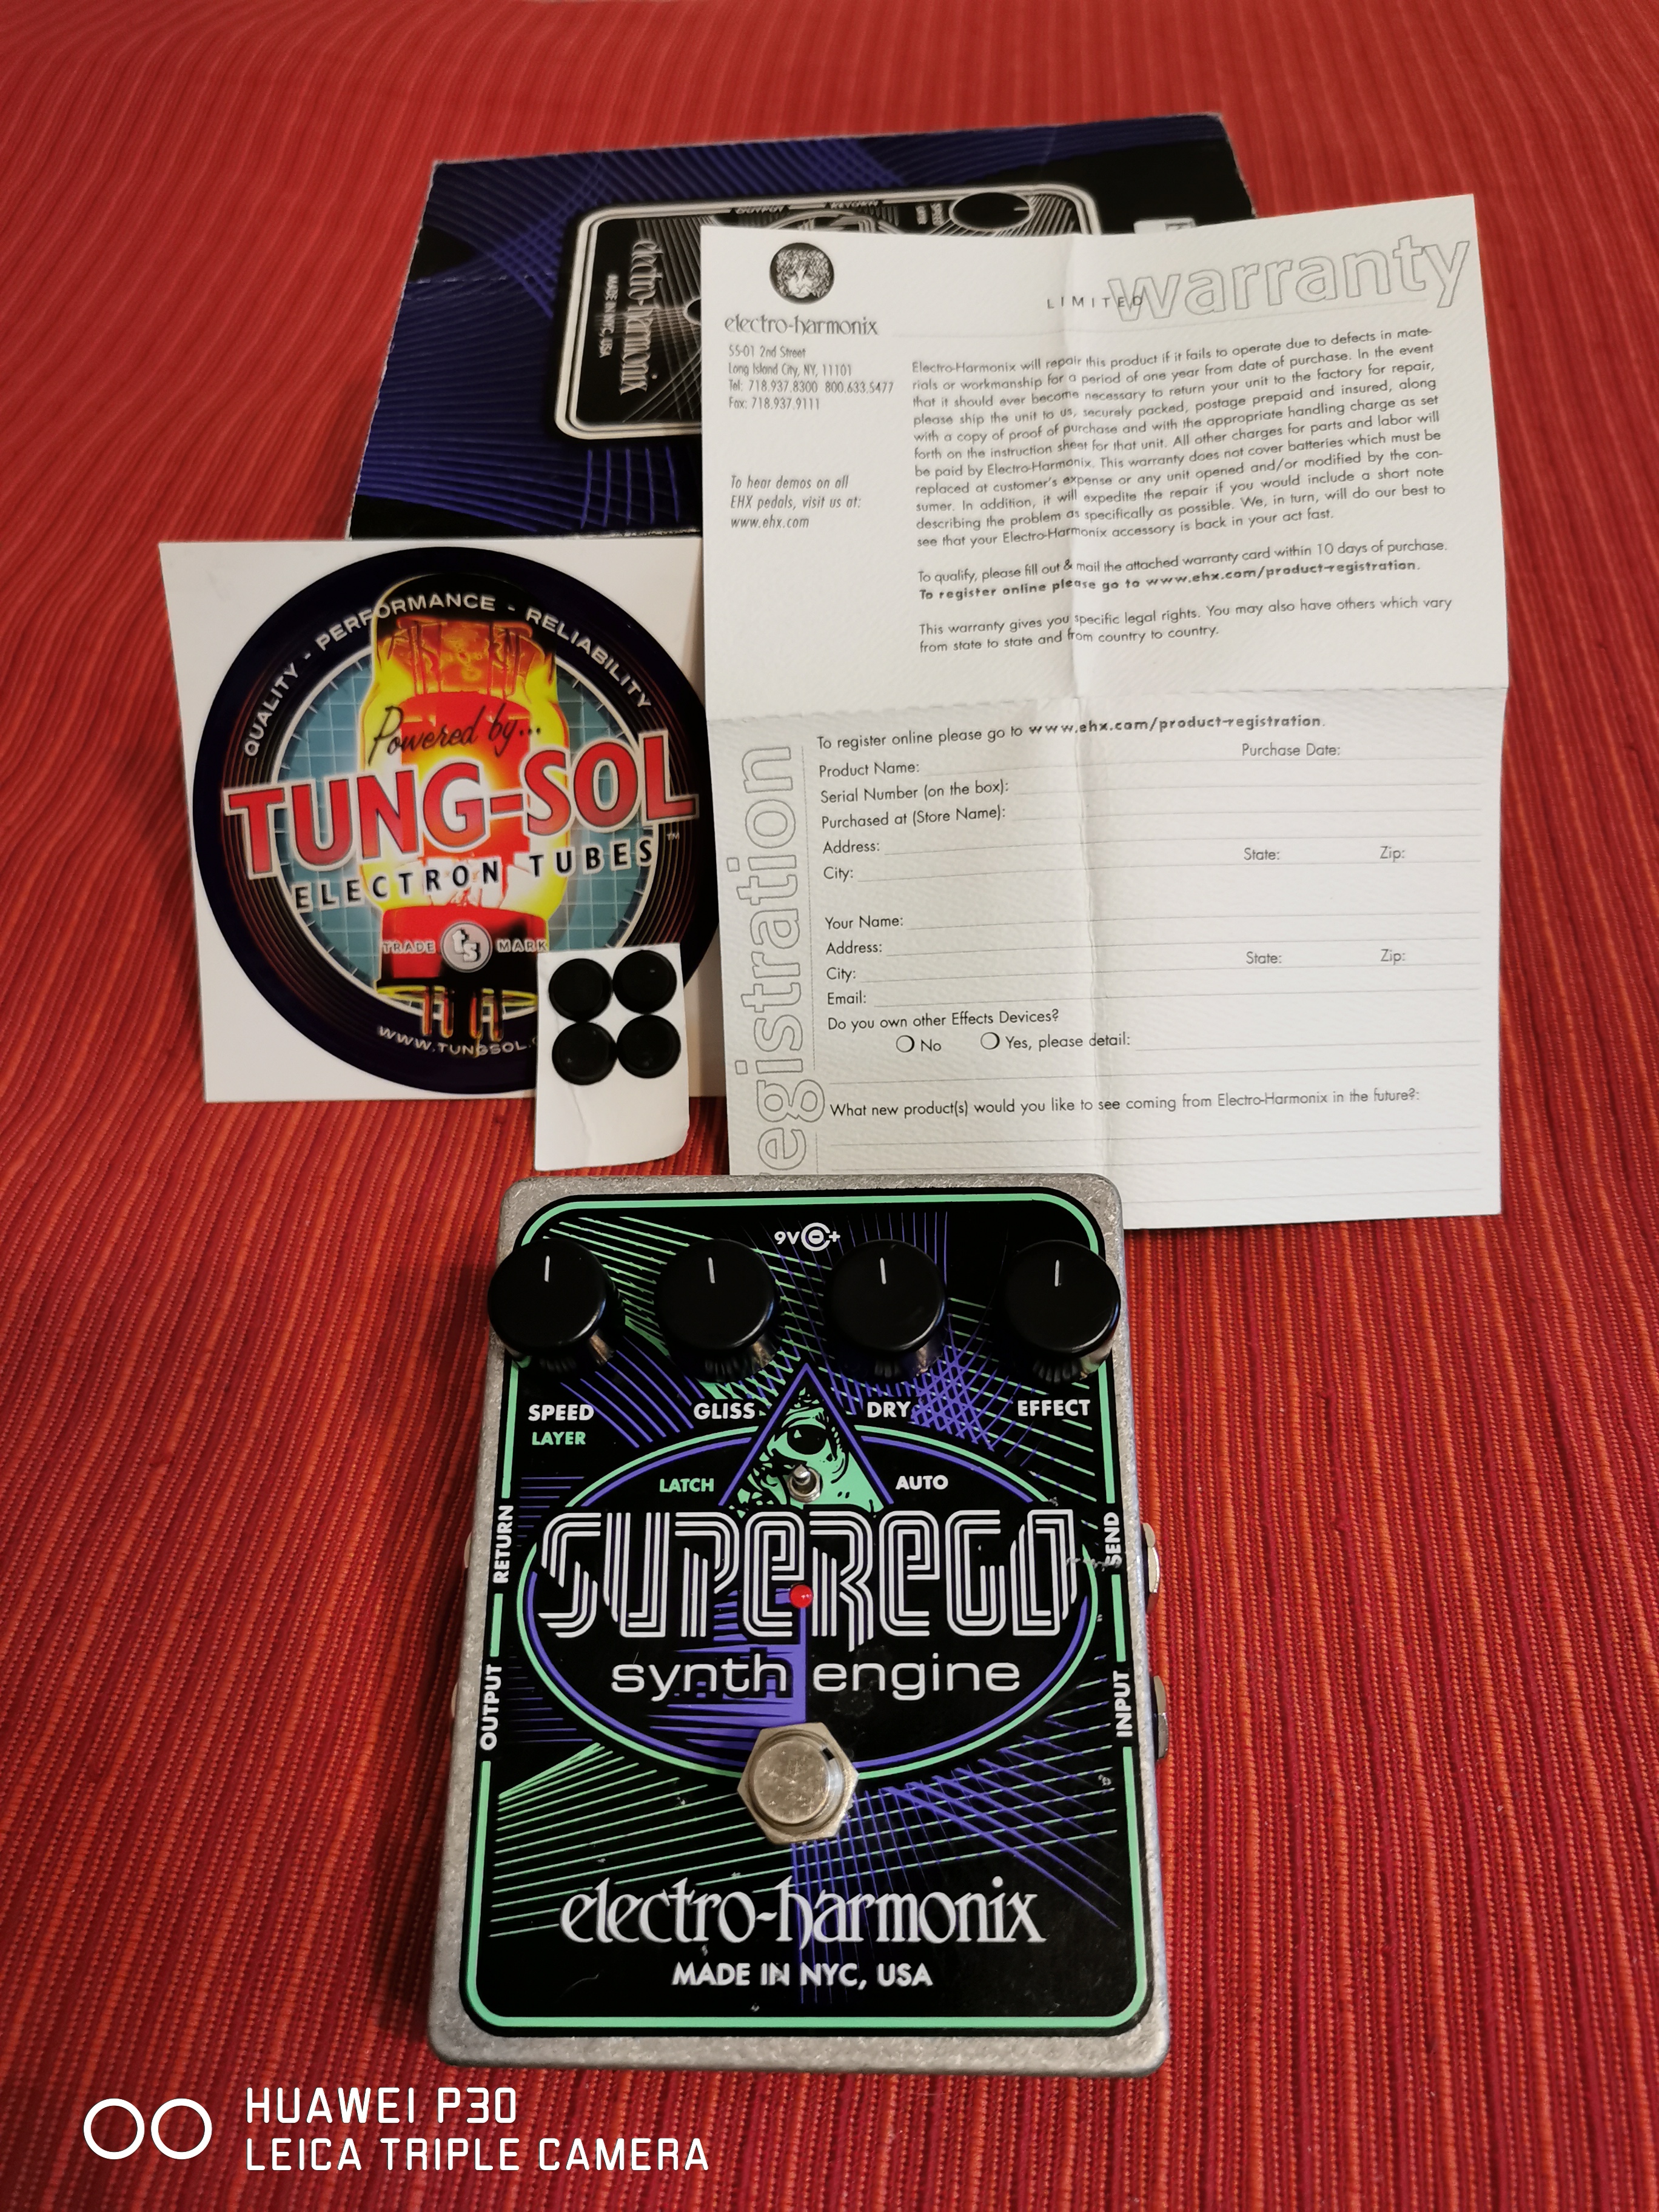 OUTPUT
RETURN
electro-harmonix
MADE IN NYC, USA
electro-harmonix
55-01 2nd Street
Long Island City, NY, 11101
Tel: 718.937.8300 800.633.5477
Fax: 718.937.9111
To hear demos on all
EHX pedals, visit us at:
www.ehx.com
LIMITED warranty
Electro-Harmonix will repair this product if it fails to operate due to defects in mate-
rials or workmanship for a period of one year from date of purchase. In the event
that it should ever become necessary to return your unit to the factory for repair,
please ship the unit to us, securely packed, postage prepaid and insured, along
with a copy of proof of purchase and with the appropriate handling charge as set
forth on the instruction sheet for that unit. All other charges for parts and labor will
be paid by Electro-Harmonix. This warranty does not cover batteries which must be
replaced at customer's expense or any unit opened and/or modified by the con-
sumer. In addition, it will expedite the repair if you would include a short note
describing the problem as specifically as possible. We, in turn, will do our best to
see that your Electro-Harmonix accessory is back in your act fast.
To qualify, please fill out & mail the attached warranty card within 10 days of purchase.
To register online please go to www.ehx.com/product-registration.
This warranty gives you specific legal rights. You may also have others which vary
from state to state and from country to country.
QUALITY - PERFORMANCE - RELIABILITY
Powered by...
TUNG-SOL™
ELECTRON TUBES
TRADE ts MARK
WWW.TUNGSOL.
registration
To register online please go to www.ehx.com/product-registration.
Product Name: Purchase Date:
Serial Number (on the box):
Purchased at (Store Name):
Address:
City: State: Zip:
Your Name:
Address:
City: State: Zip:
Email:
Do you own other Effects Devices?
No Yes, please detail:
What new product(s) would you like to see coming from Electro-Harmonix in the future?:
9V - +
SPEED GLISS DRY EFFECT
LAYER
LATCH AUTO
RETURN
SEND
SUPEREGO
synth engine
OUTPUT
INPUT
electro-harmonix
MADE IN NYC, USA
HUAWEI P30
LEICA TRIPLE CAMERA